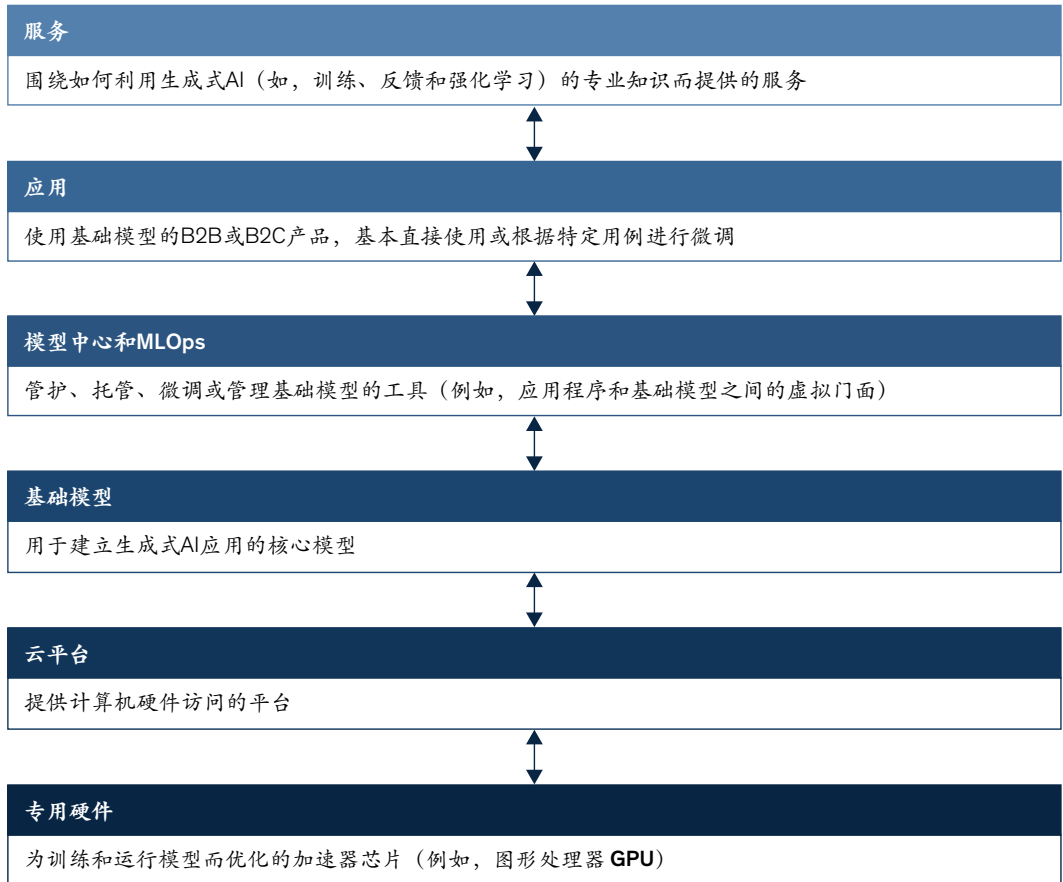 服务
围绕如何利用生成式AI（如，训练、反馈和强化学习）的专业知识而提供的服务
应用
使用基础模型的B2B或B2C产品，基本直接使用或根据特定用例进行微调
模型中心和MLOps
管护、托管、微调或管理基础模型的工具（例如，应用程序和基础模型之间的虚拟门面）
基础模型
用于建立生成式AI应用的核心模型
云平台
提供计算机硬件访问的平台
专用硬件
为训练和运行模型而优化的加速器芯片（例如，图形处理器 GPU）